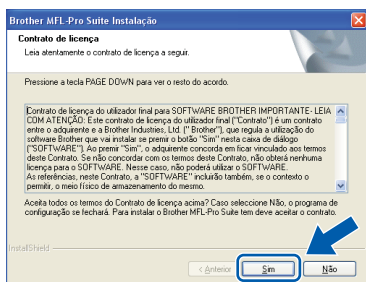 Brother MFL-Pro Suite Instalação
Contrato de licença
Leia atentamente o contrato de licença a seguir.
Pressione a tecla PAGE DOWN para ver o resto do acordo.
Contrato de licença do utilizador final para SOFTWARE BROTHER IMPORTANTE- LEIA
COM ATENÇÃO: Este contrato de licença do utilizador final ("Contrato") é um contrato
entre o adquirente e a Brother Industries, Ltd. (" Brother"), que regula a utilização do
software Brother que vai instalar se premir o botão "Sim" nesta caixa de diálogo
("SOFTWARE"). Ao premir "Sim", o adquirente concorda em ficar vinculado aos termos
deste Contrato. Se não concordar com os termos deste Contrato, não obterá nenhuma
licença para o SOFTWARE. Nesse caso, não poderá utilizar o SOFTWARE.
As referências, neste Contrato, a "SOFTWARE" incluirão também, se o contexto o
permitir, o meio físico de armazenamento do mesmo.
Aceita todos os termos do Contrato de licença acima? Caso seleccione Não, o programa de
configuração se fechará. Para instalar o Brother MFL-Pro Suite tem deve aceitar o contrato.
InstallShield
< Anterior Sim Não